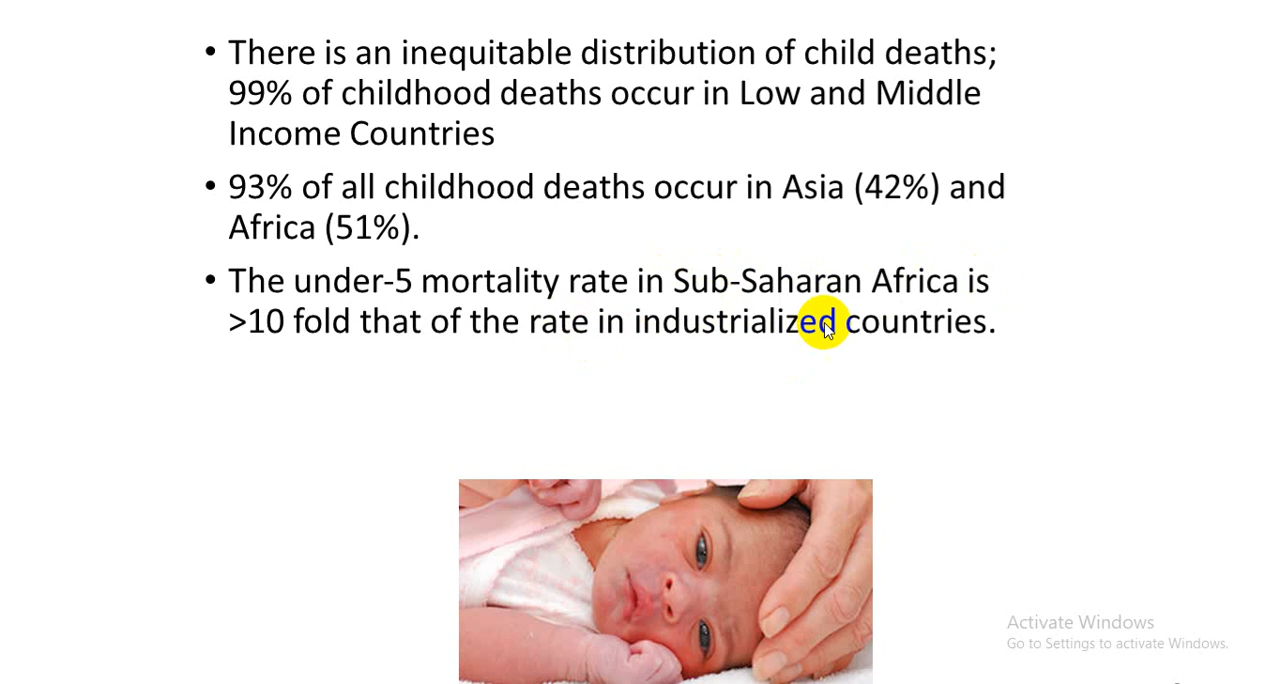 • There is an inequitable distribution of child deaths;
99% of childhood deaths occur in Low and Middle
Income Countries
• 93% of all childhood deaths occur in Asia (42%) and
Africa (51%).
• The under-5 mortality rate in Sub-Saharan Africa is
>10 fold that of the rate in industrialized countries.
Activate Windows
Go to Settings to activate Windows.